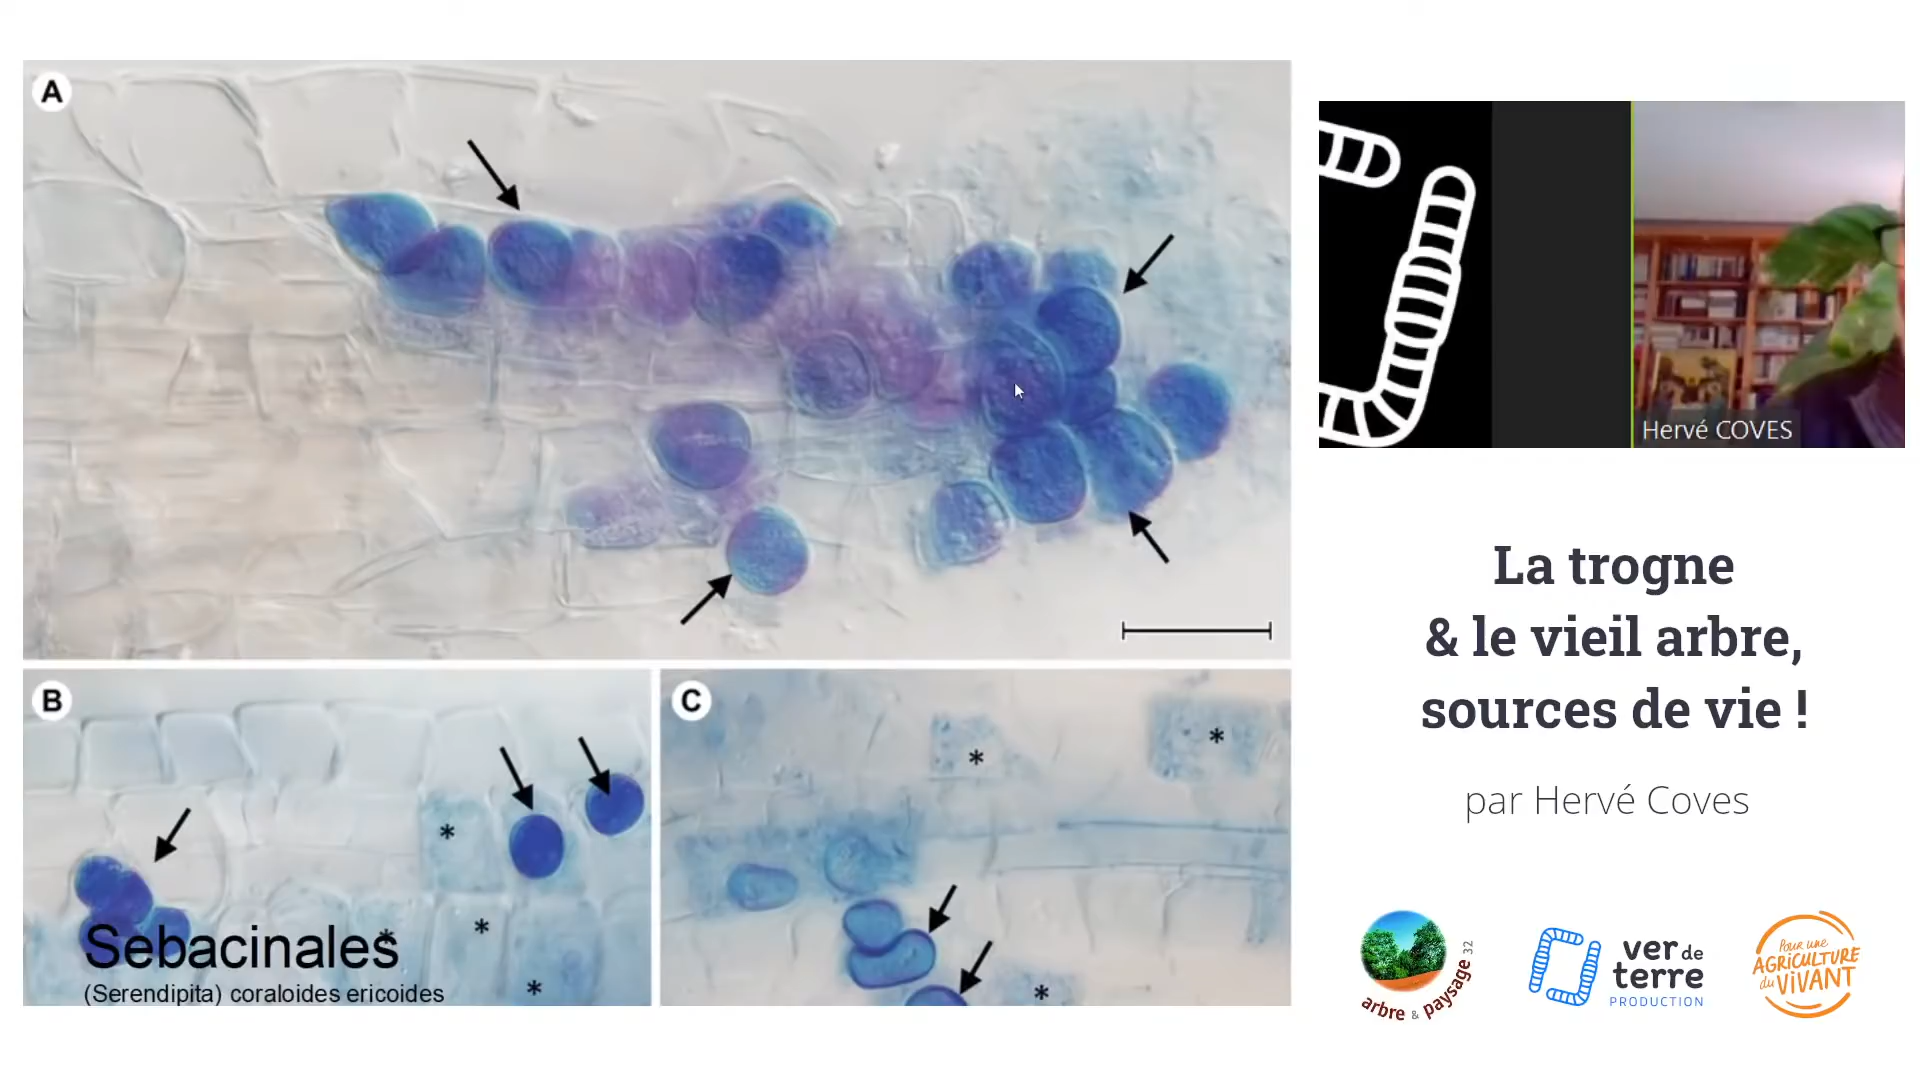 A
B
*
*
*
*
Sebacinales
(Serendipita) coraloides ericoides
C
*
*
*
Hervé COVES
La trogne
& le vieil arbre,
sources de vie !
par Hervé Coves
arbre & paysage 32
ver de
terre
PRODUCTION
Pour une
AGRICULTURE
du VIVANT